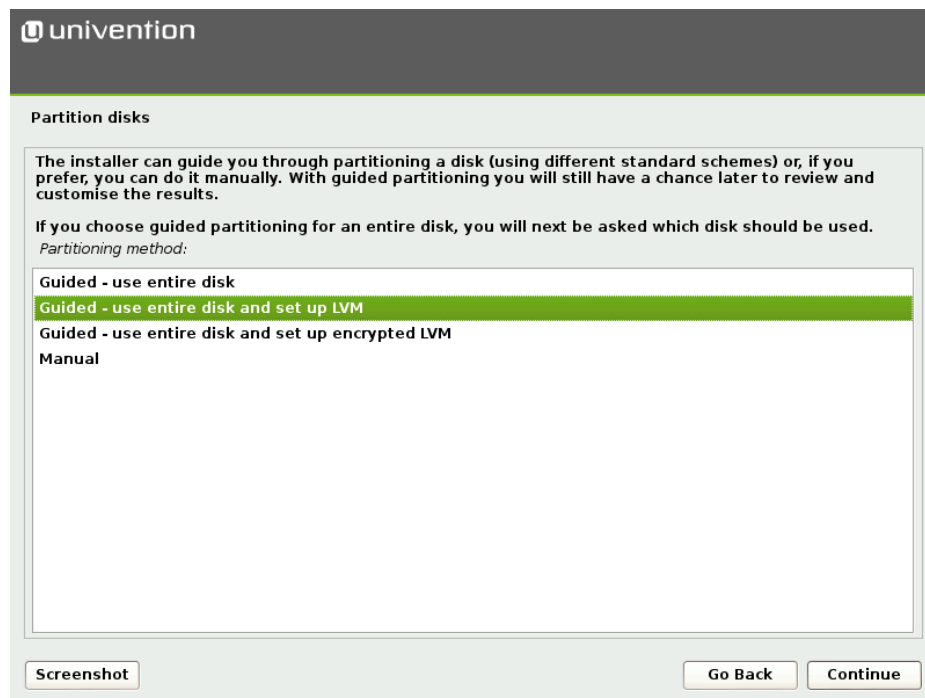 univention
Partition disks
The installer can guide you through partitioning a disk (using different standard schemes) or, if you
prefer, you can do it manually. With guided partitioning you will still have a chance later to review and
customise the results.
If you choose guided partitioning for an entire disk, you will next be asked which disk should be used.
Partitioning method:
Guided - use entire disk
Guided - use entire disk and set up LVM
Guided - use entire disk and set up encrypted LVM
Manual
Screenshot
Go Back
Continue